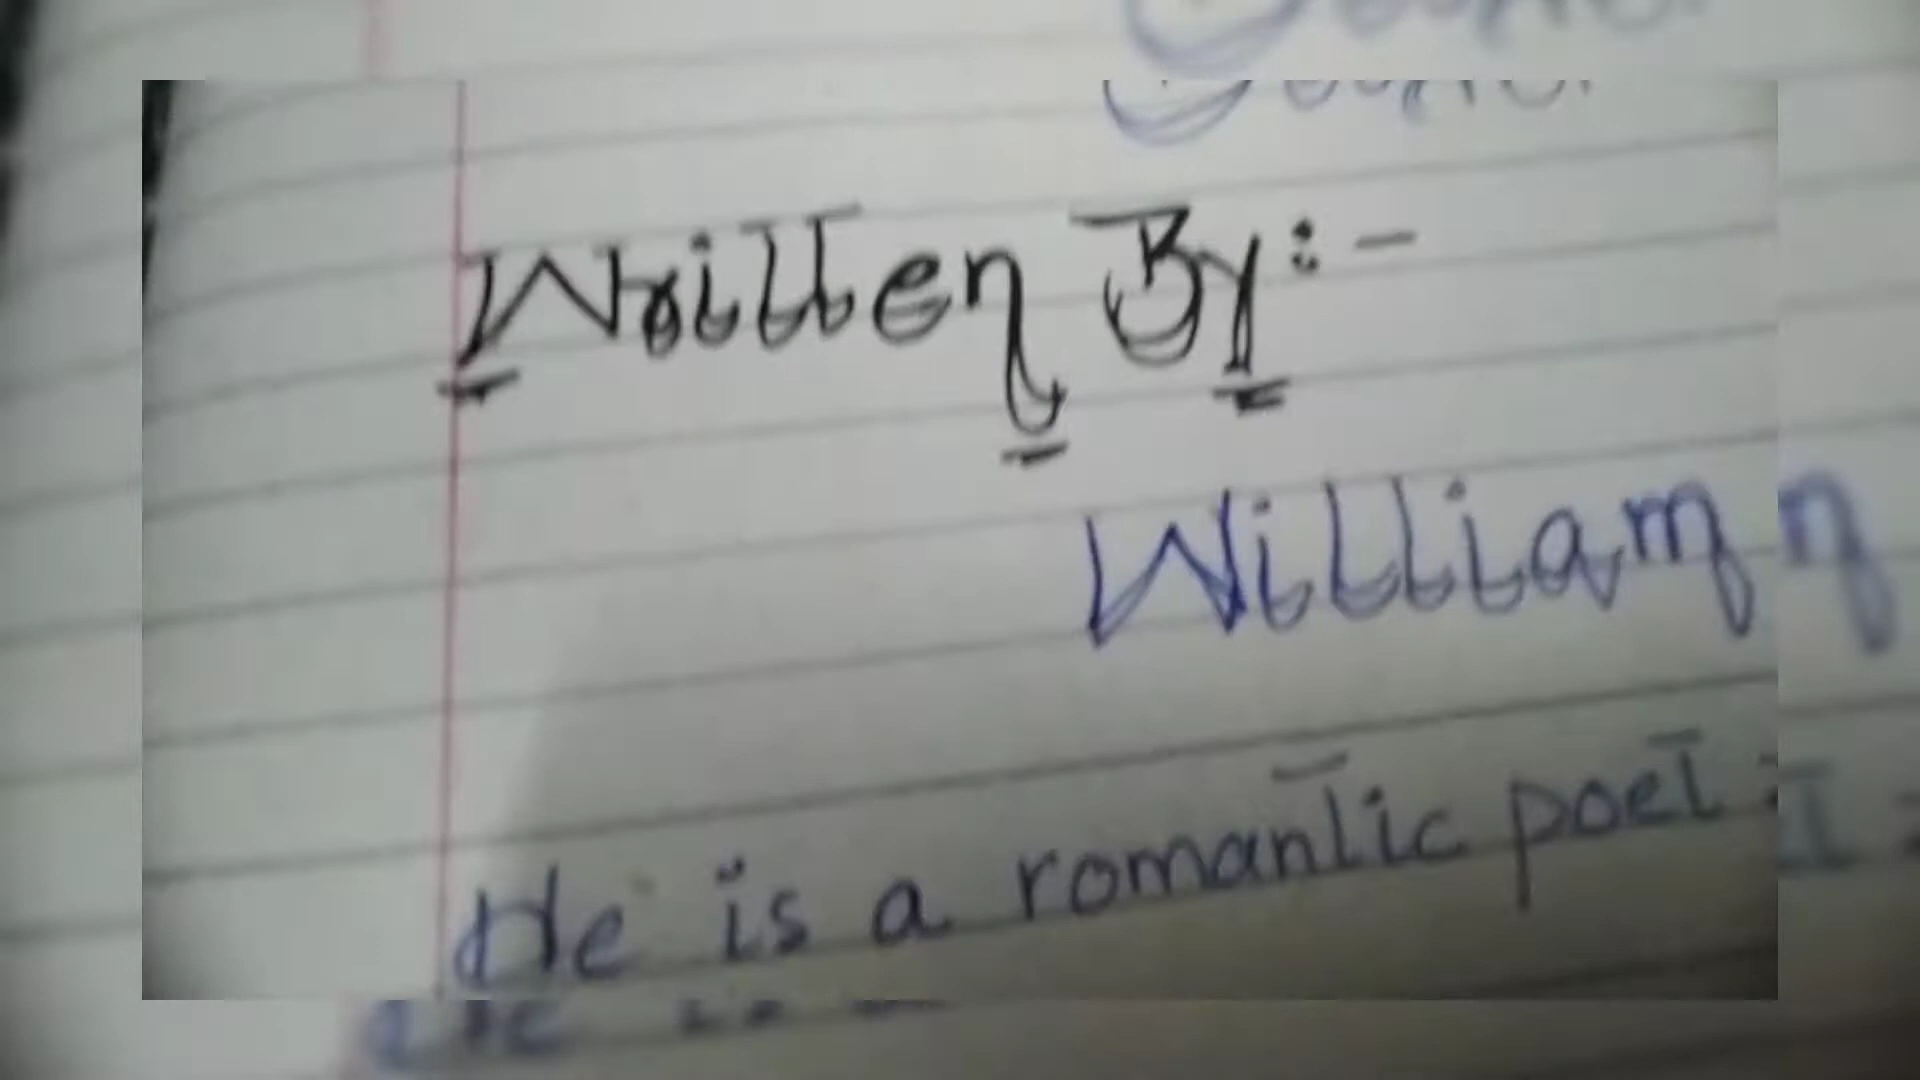 Written By:-
William
He is a romantic poet